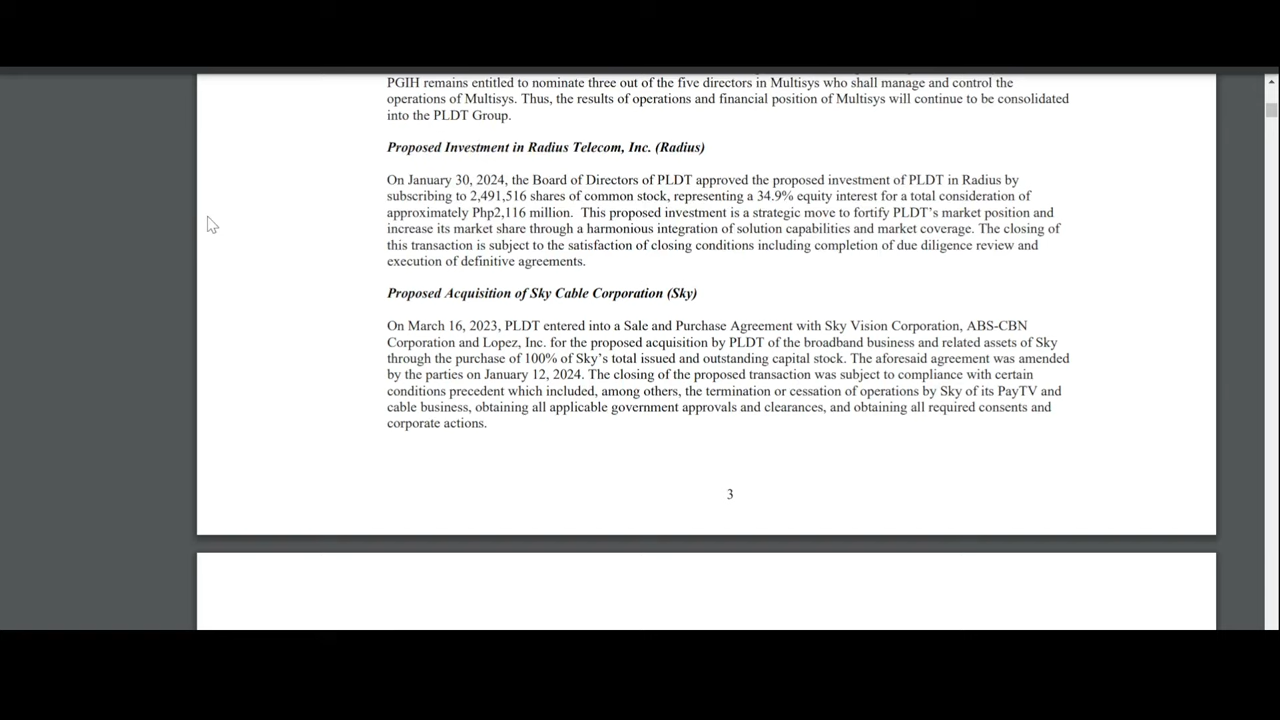 PGIH remains entitled to nominate three out of the five directors in Multisys who shall manage and control the
operations of Multisys. Thus, the results of operations and financial position of Multisys will continue to be consolidated
into the PLDT Group.
Proposed Investment in Radius Telecom, Inc. (Radius)
On January 30, 2024, the Board of Directors of PLDT approved the proposed investment of PLDT in Radius by
subscribing to 2,491,516 shares of common stock, representing a 34.9% equity interest for a total consideration of
approximately Php2,116 million.  This proposed investment is a strategic move to fortify PLDT's market position and
increase its market share through a harmonious integration of solution capabilities and market coverage. The closing of
this transaction is subject to the satisfaction of closing conditions including completion of due diligence review and
execution of definitive agreements.
Proposed Acquisition of Sky Cable Corporation (Sky)
On March 16, 2023, PLDT entered into a Sale and Purchase Agreement with Sky Vision Corporation, ABS-CBN
Corporation and Lopez, Inc. for the proposed acquisition by PLDT of the broadband business and related assets of Sky
through the purchase of 100% of Sky's total issued and outstanding capital stock. The aforesaid agreement was amended
by the parties on January 12, 2024. The closing of the proposed transaction was subject to compliance with certain
conditions precedent which included, among others, the termination or cessation of operations by Sky of its PayTV and
cable business, obtaining all applicable government approvals and clearances, and obtaining all required consents and
corporate actions.
3